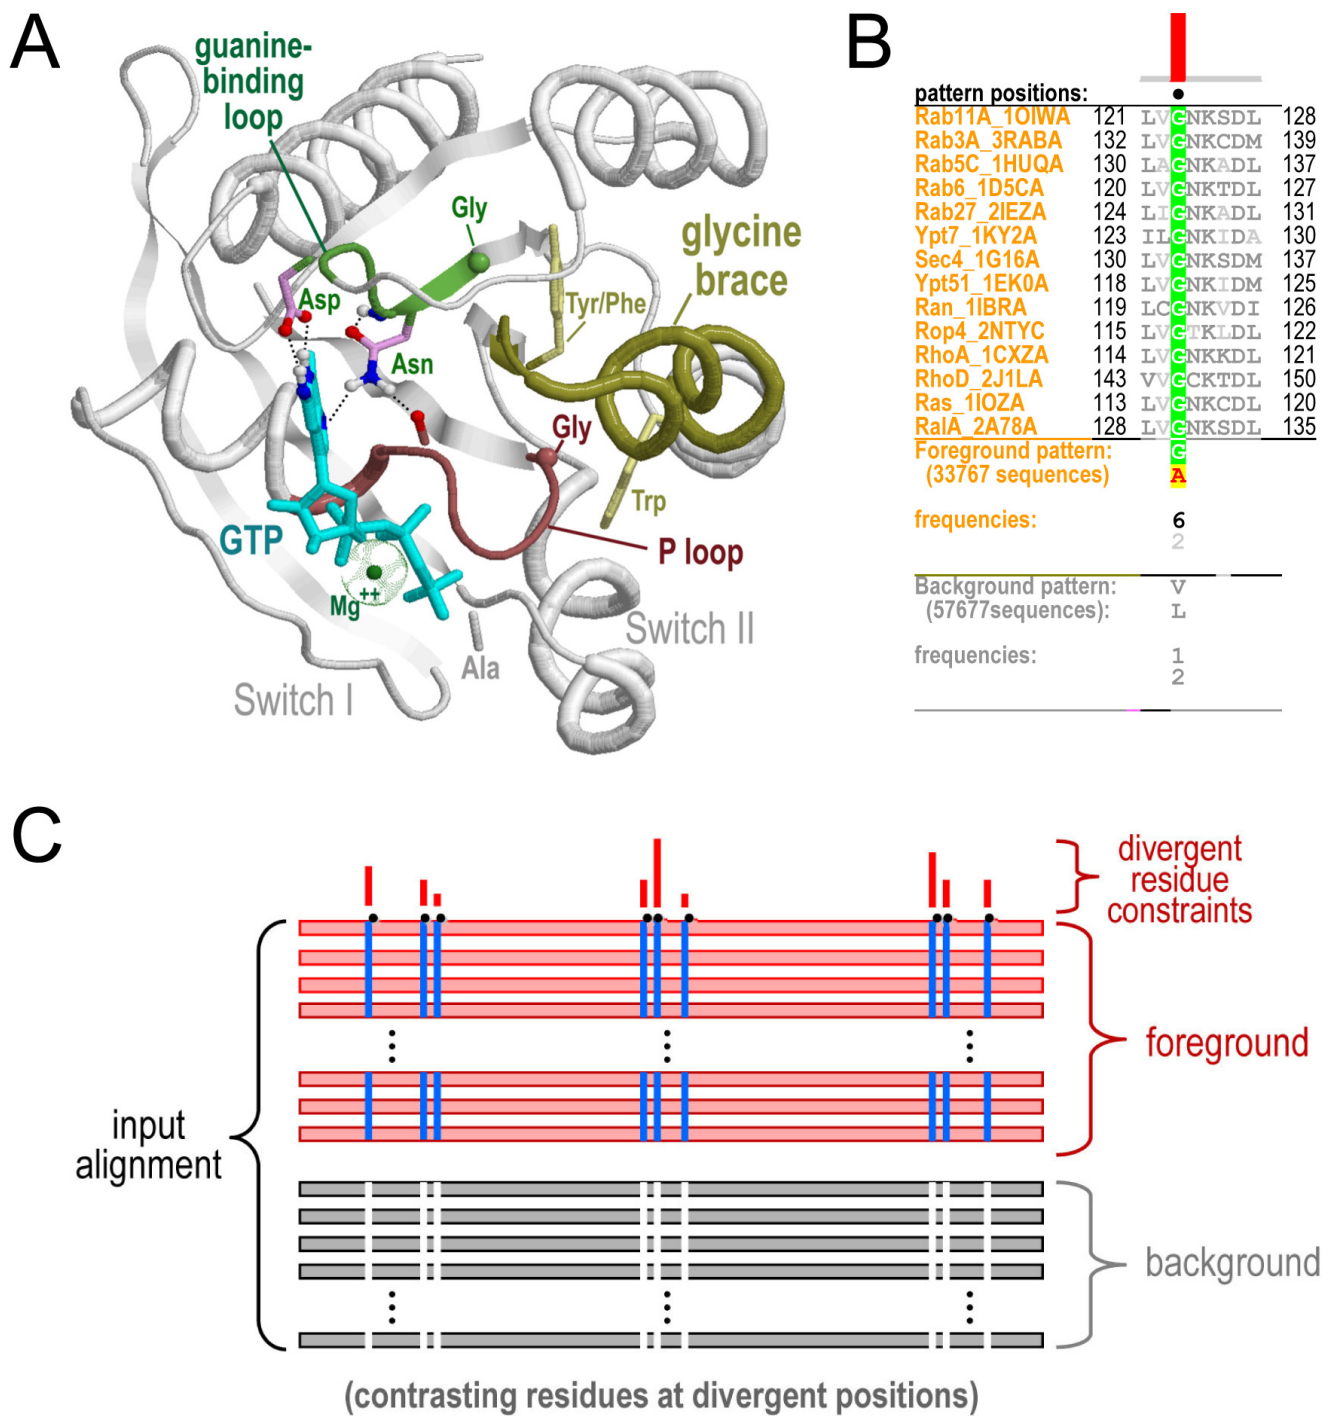 A
guanine-
binding
loop
Gly
glycine
brace
Asp
Tyr/Phe
Asn
Gly
Trp
GTP
P loop
Mg++
Switch II
Ala
Switch I
B
pattern positions:
Rab11A_1OIWA 121 LVGNKSDL 128
Rab3A_3RABA 132 LVGNKCDM 139
Rab5C_1HUQA 130 LAGNKADL 137
Rab6_1D5CA 120 LVGNKTDL 127
Rab27_2IEZA 124 LIGNKADL 131
Ypt7_1KY2A 123 ILGNKIDA 130
Sec4_1G16A 130 LVGNKSDM 137
Ypt51_1EK0A 118 LVGNKIDM 125
Ran_1IBRA 119 LCGNKVDI 126
Rop4_2NTYC 115 LVGTKLDL 122
RhoA_1CXZA 114 LVGNKKDL 121
RhoD_2J1LA 143 VVGCKTDL 150
Ras_1IOZA 113 LVGNKCDL 120
RalA_2A78A 128 LVGNKSDL 135
Foreground pattern: G
(33767 sequences) A
frequencies: 6
2
Background pattern: V
(57677sequences): L
frequencies: 1
2
C
divergent
residue
constraints
foreground
input
alignment
background
(contrasting residues at divergent positions)